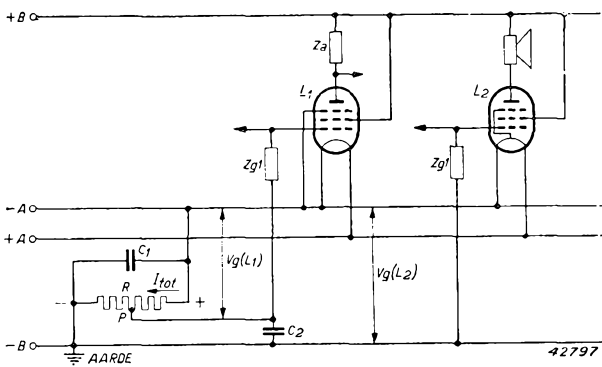 +B
Za
L1
L2
Zg1
Zg1
-A
+A
C1
Vg(L1)
Vg(L2)
R
Itot
-
+
P
C2
-B
AARDE
42797